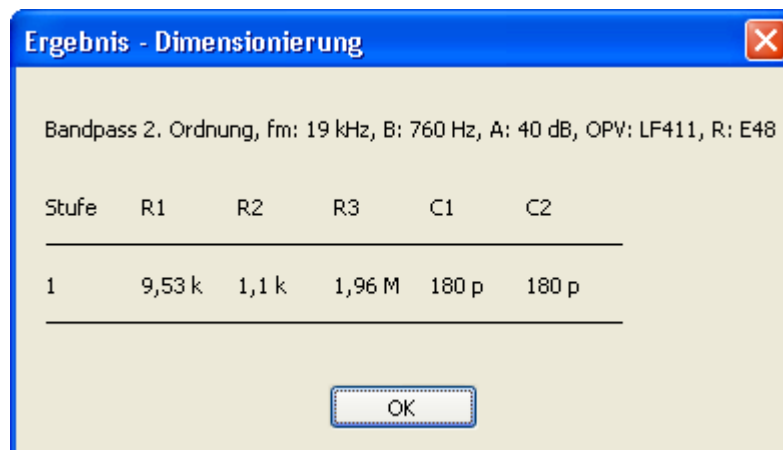 Ergebnis - Dimensionierung
Bandpass 2. Ordnung, fm: 19 kHz, B: 760 Hz, A: 40 dB, OPV: LF411, R: E48
Stufe R1 R2 R3 C1 C2
1 9,53 k 1,1 k 1,96 M 180 p 180 p
OK